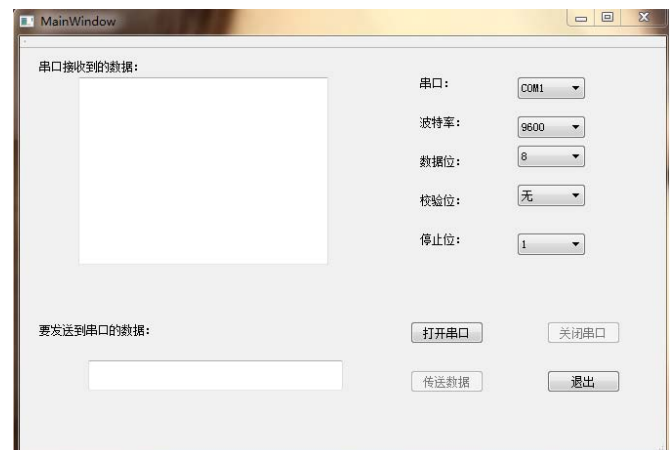 MainWindow
串口接收到的数据:
串口: COM1
波特率: 9600
数据位: 8
校验位: 无
停止位: 1
要发送到串口的数据:
打开串口 关闭串口
传送数据 退出